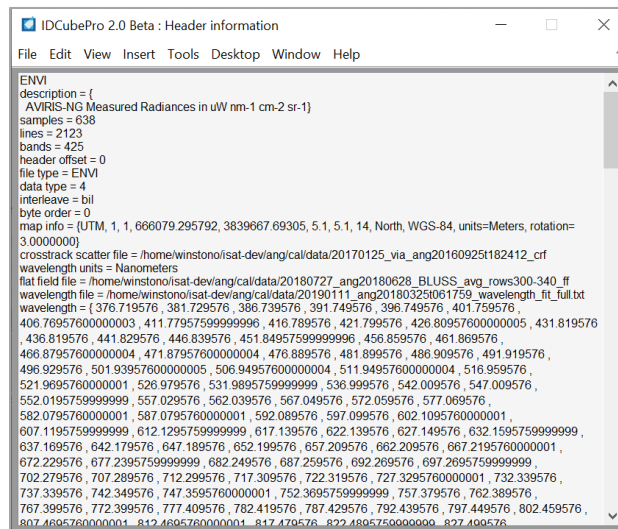 IDCubePro 2.0 Beta : Header information
File Edit View Insert Tools Desktop Window Help
ENVI
description = {
AVIRIS-NG Measured Radiances in uW nm-1 cm-2 sr-1}
samples = 638
lines = 2123
bands = 425
header offset = 0
file type = ENVI
data type = 4
interleave = bil
byte order = 0
map info = {UTM, 1, 1, 666079.295792, 3839667.69305, 5.1, 5.1, 14, North, WGS-84, units=Meters, rotation=
3.0000000}
crosstrack scatter file = /home/winstono/isat-dev/ang/cal/data/20170125_via_ang20160925t182412_crf
wavelength units = Nanometers
flat field file = /home/winstono/isat-dev/ang/cal/data/20180727_ang20180628_BLUSS_avg_rows300-340_ff
wavelength file = /home/winstono/isat-dev/ang/cal/data/20190111_ang20180325t061759_wavelength_fit_full.txt
wavelength = { 376.719576 , 381.729576 , 386.739576 , 391.749576 , 396.749576 , 401.759576 ,
406.76957600000003 , 411.77957599999996 , 416.789576 , 421.799576 , 426.80957600000005 , 431.819576
, 436.819576 , 441.829576 , 446.839576 , 451.84957599999996 , 456.859576 , 461.869576 ,
466.87957600000004 , 471.87957600000004 , 476.889576 , 481.899576 , 486.909576 , 491.919576 ,
496.929576 , 501.93957600000005 , 506.94957600000004 , 511.94957600000004 , 516.959576 ,
521.9695760000001 , 526.979576 , 531.9895759999999 , 536.999576 , 542.009576 , 547.009576 ,
552.0195759999999 , 557.029576 , 562.039576 , 567.049576 , 572.059576 , 577.069576 ,
582.0795760000001 , 587.0795760000001 , 592.089576 , 597.099576 , 602.1095760000001 ,
607.1195759999999 , 612.1295759999999 , 617.139576 , 622.139576 , 627.149576 , 632.1595759999999 ,
637.169576 , 642.179576 , 647.189576 , 652.199576 , 657.209576 , 662.209576 , 667.2195760000001 ,
672.229576 , 677.2395759999999 , 682.249576 , 687.259576 , 692.269576 , 697.2695759999999 ,
702.279576 , 707.289576 , 712.299576 , 717.309576 , 722.319576 , 727.3295760000001 , 732.339576 ,
737.339576 , 742.349576 , 747.3595760000001 , 752.3695759999999 , 757.379576 , 762.389576 ,
767.399576 , 772.399576 , 777.409576 , 782.419576 , 787.429576 , 792.439576 , 797.449576 , 802.459576 ,
807.4695760000001 , 812.4695760000001 , 817.479576 , 822.4895759999999 , 827.499576